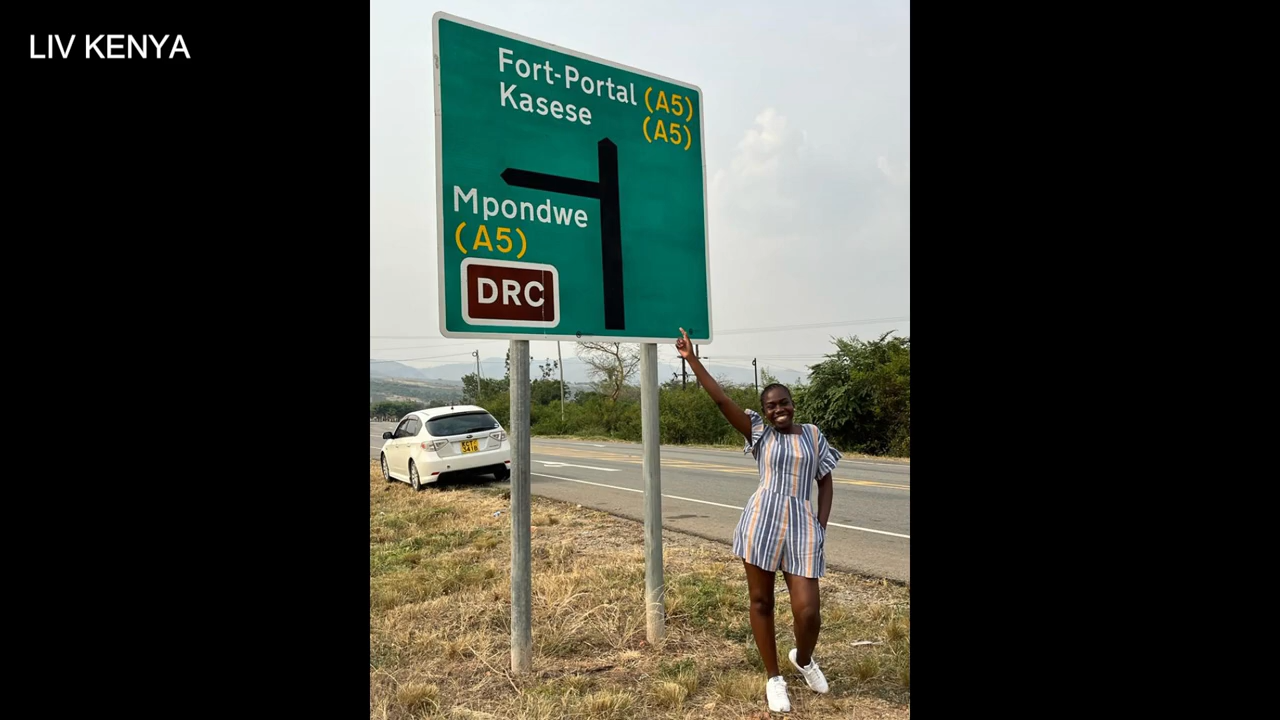 LIV KENYA
Fort-Portal (A5)
Kasese (A5)
Mpondwe
(A5)
DRC